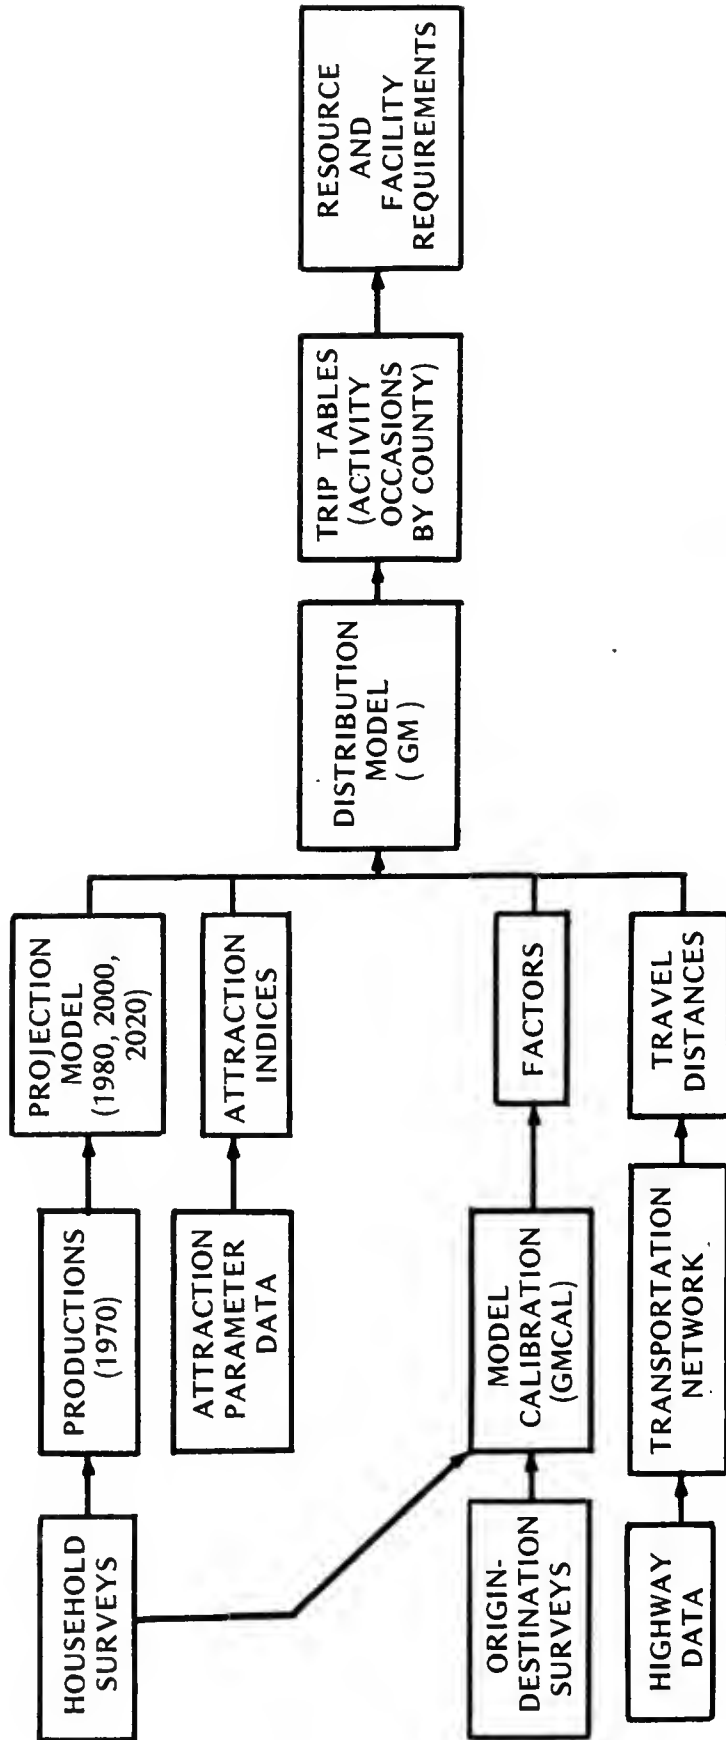 HOUSEHOLD
SURVEYS
PRODUCTIONS
(1970)
PROJECTION
MODEL
(1980, 2000,
2020)
ATTRACTION
PARAMETER
DATA
ATTRACTION
INDICES
ORIGIN-
DESTINATION
SURVEYS
MODEL
CALIBRATION
(GMCAL)
FACTORS
HIGHWAY
DATA
TRANSPORTATION
NETWORK
TRAVEL
DISTANCES
DISTRIBUTION
MODEL
( GM )
TRIP TABLES
(ACTIVITY
OCCASIONS
BY COUNTY)
RESOURCE
AND
FACILITY
REQUIREMENTS